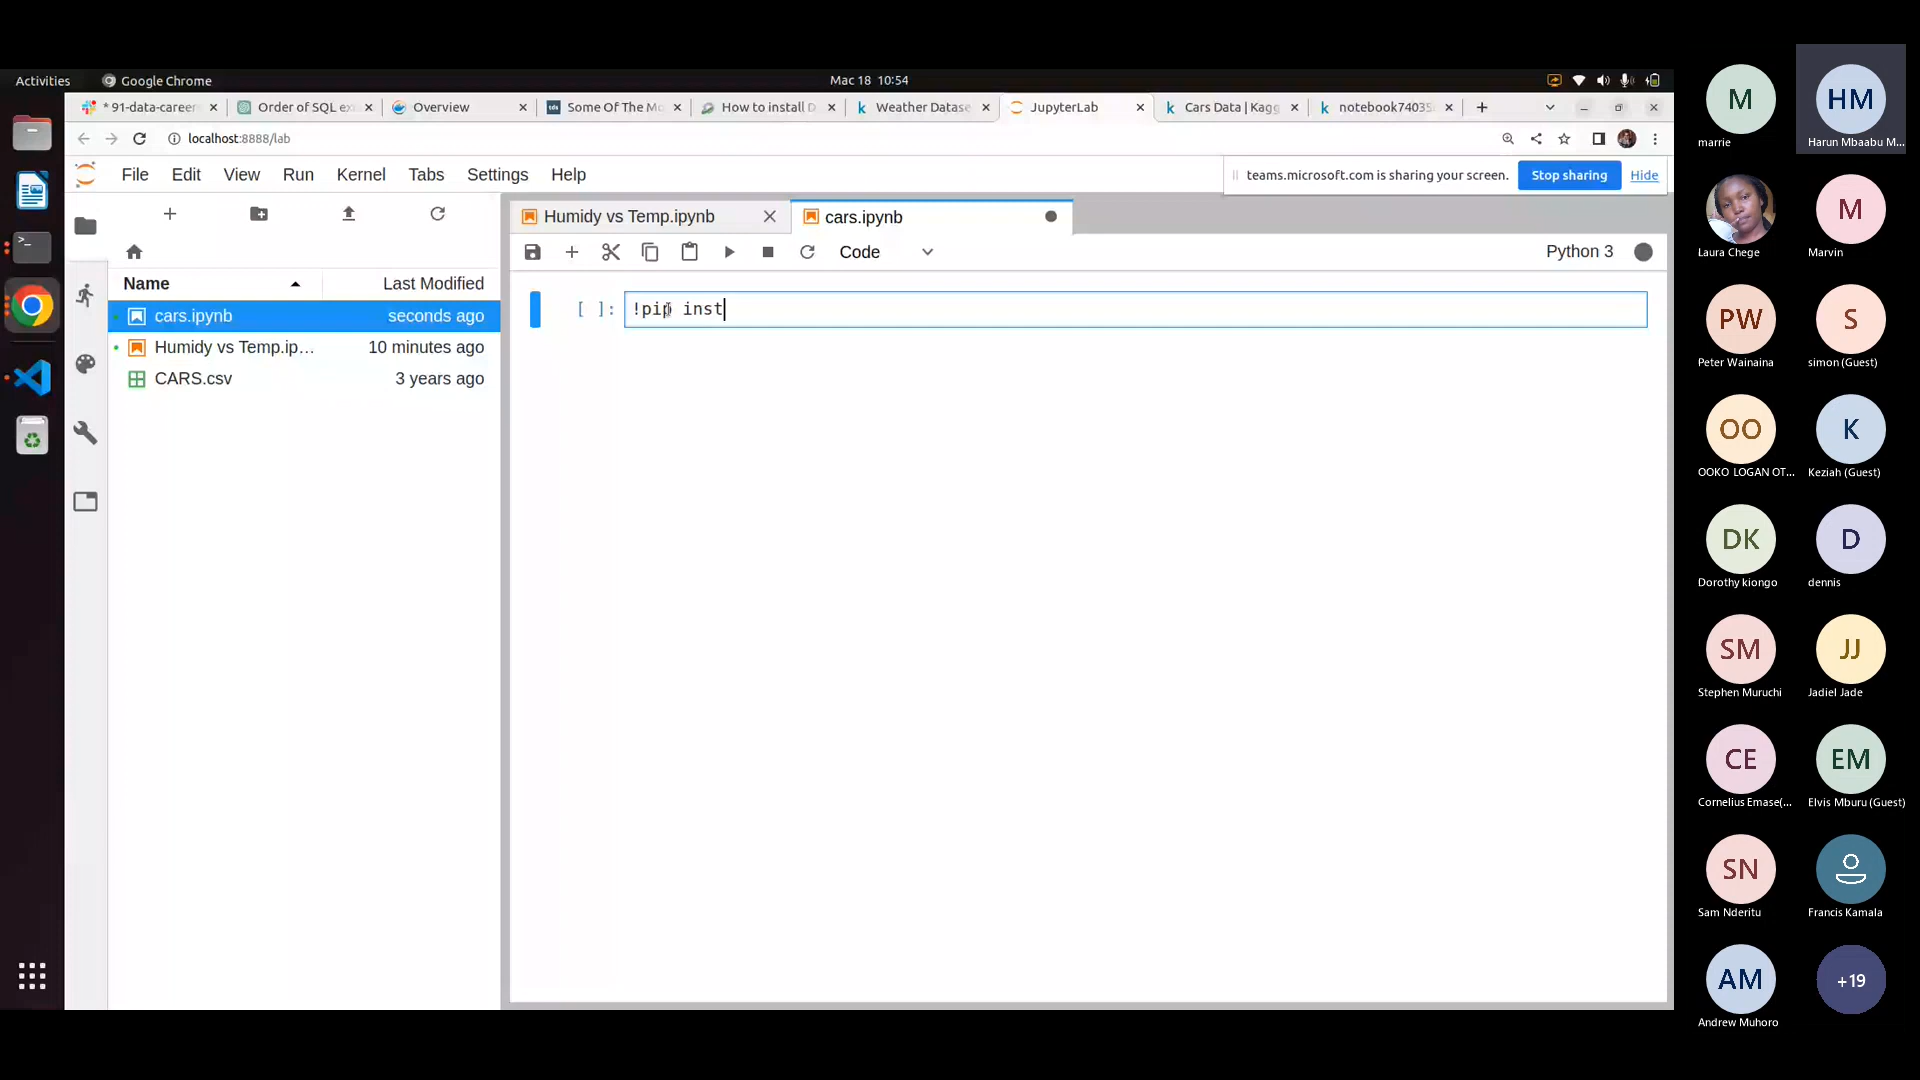 Activities
Google Chrome
Mac 18 10:54
* 91-data-career
Order of SQL ex
Overview
Some Of The Mo
How to install D
Weather Datase
JupyterLab
Cars Data | Kagg
notebook74035
localhost:8888/lab
File Edit View Run Kernel Tabs Settings Help
teams.microsoft.com is sharing your screen.
Stop sharing
Hide
Humidy vs Temp.ipynb
cars.ipynb
Code
Python 3
Name
Last Modified
cars.ipynb
seconds ago
Humidy vs Temp.ip…
10 minutes ago
CARS.csv
3 years ago
[ ]:
!pip inst
M
marrie
HM
Harun Mbaabu M...
Laura Chege
M
Marvin
PW
Peter Wainaina
S
simon (Guest)
OO
OOKO LOGAN OT...
K
Keziah (Guest)
DK
Dorothy kiongo
D
dennis
SM
Stephen Muruchi
JJ
Jadiel Jade
CE
Cornelius Emase(...
EM
Elvis Mburu (Guest)
SN
Sam Nderitu
Francis Kamala
AM
Andrew Muhoro
+19